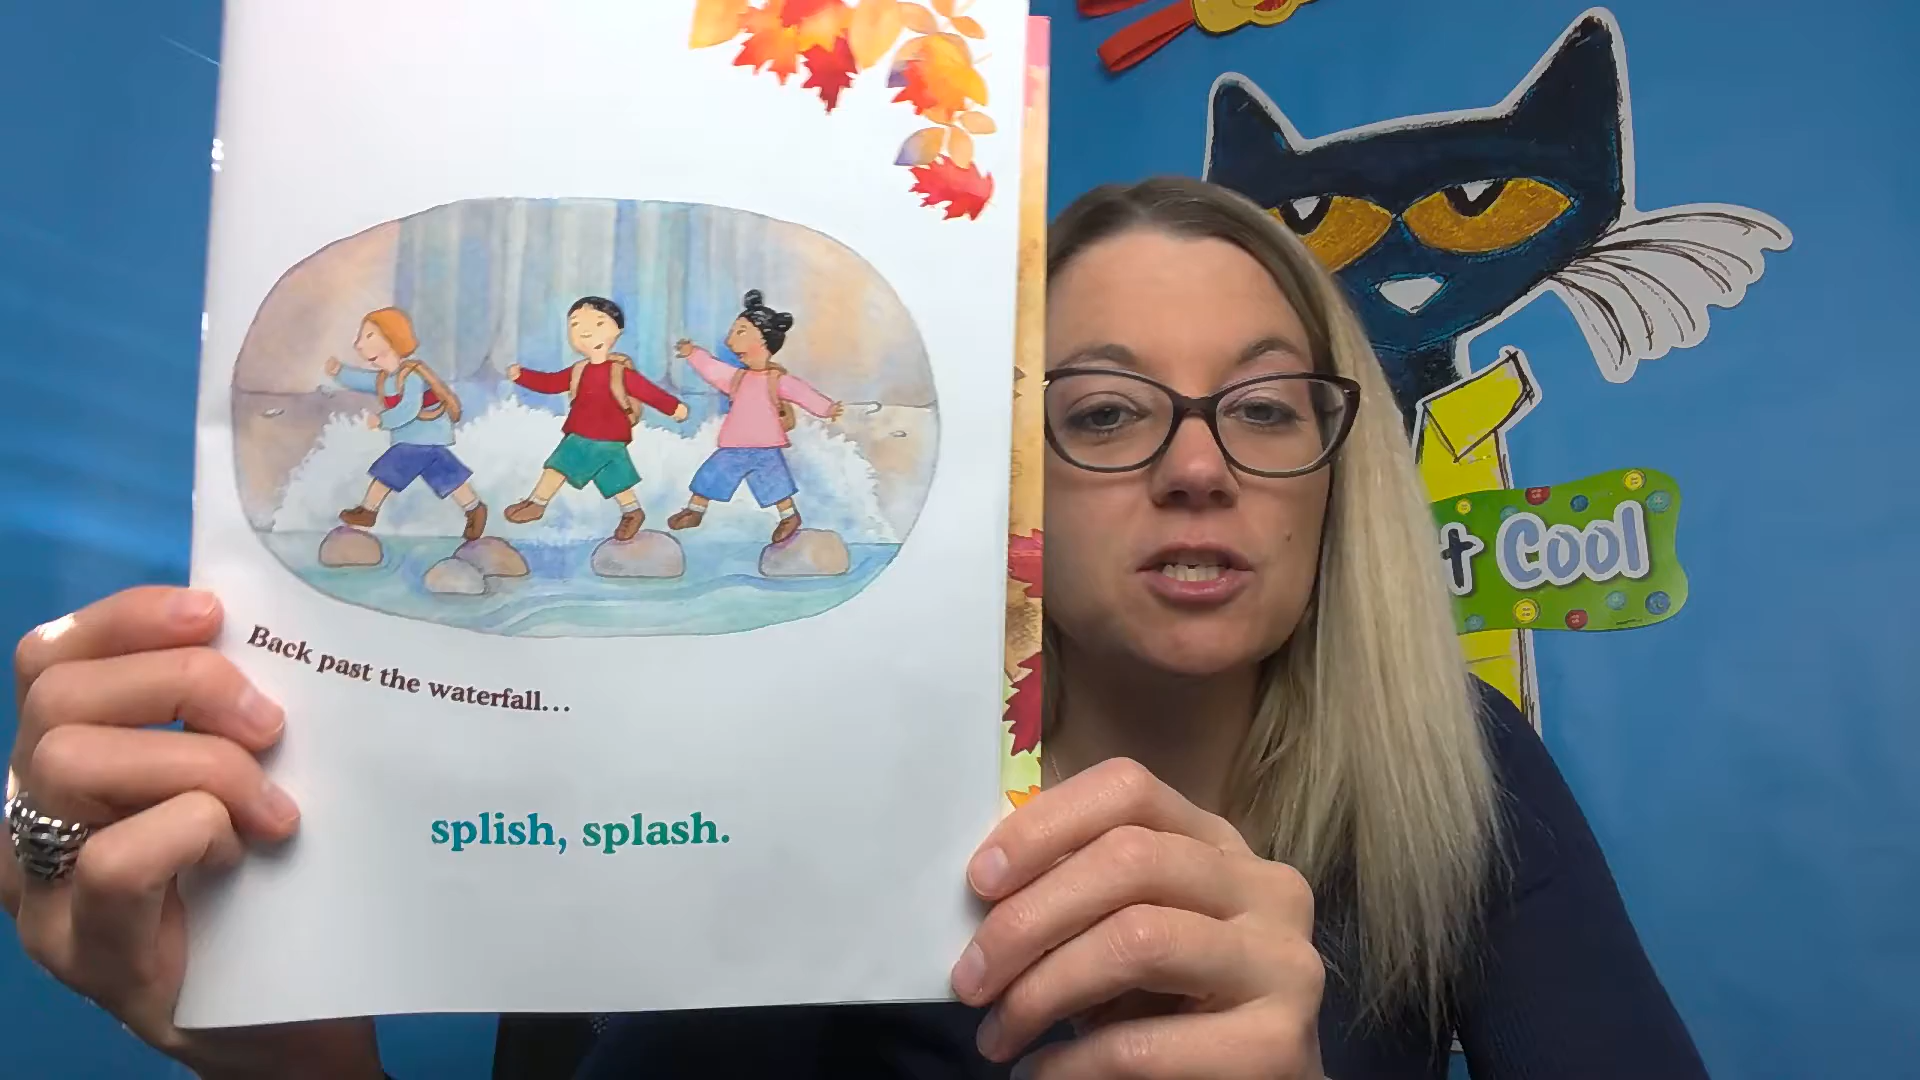 Back past the waterfall...
splish, splash.
Cool